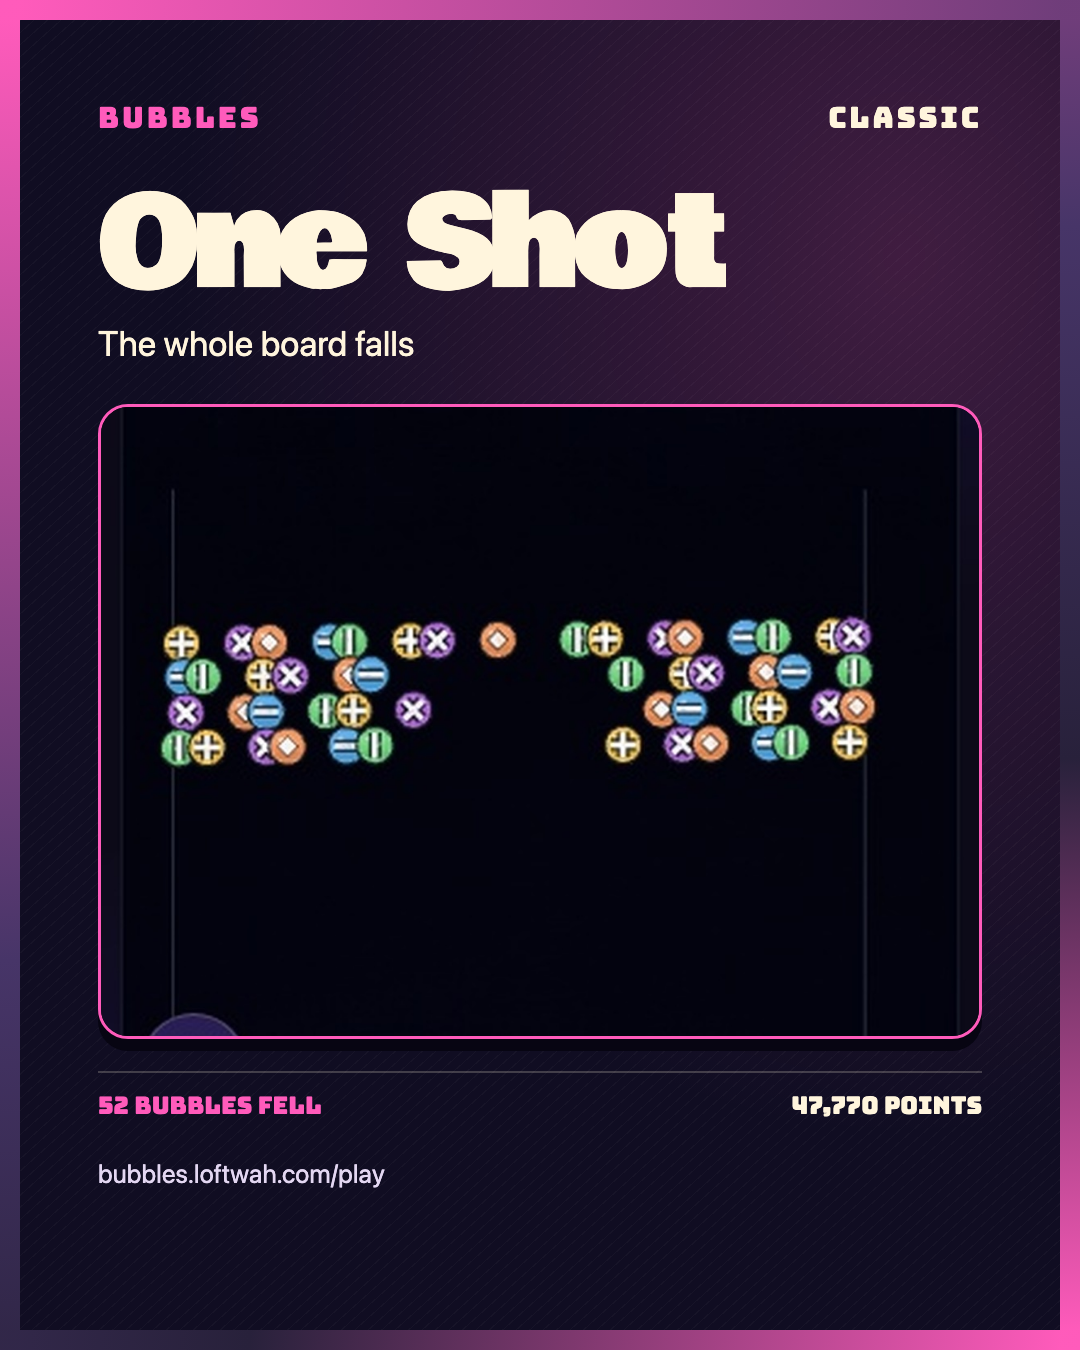 BUBBLES
CLASSIC
One Shot
The whole board falls
52 BUBBLES FELL
47,770 POINTS
bubbles.loftwah.com/play